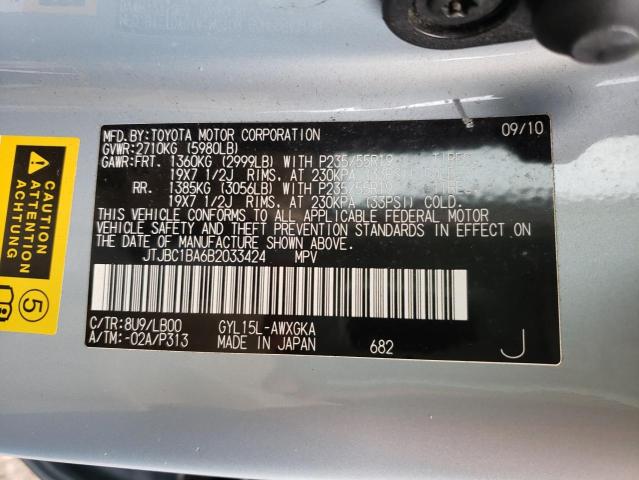 MFD.BY:TOYOTA MOTOR CORPORATION 09/10
GVWR:2710KG (5980LB)
GAWR:FRT. 1360KG (2999LB) WITH P235/55R19
19X7 1/2J RIMS. AT 230KPA
RR. 1385KG (3056LB) WITH P235/55R19
19X7 1/2J RIMS. AT 230KPA (33PSI) COLD.
THIS VEHICLE CONFORMS TO ALL APPLICABLE FEDERAL MOTOR
VEHICLE SAFETY AND THEFT PREVENTION STANDARDS IN EFFECT ON
THE DATE OF MANUFACTURE SHOWN ABOVE.
JTJBC1BA6B2033424 MPV
C/TR:8U9/LB00 GYL15L-AWXGKA
A/TM:-02A/P313 MADE IN JAPAN 682 J
CAUTION
ATTENTION
ACHTUNG
5